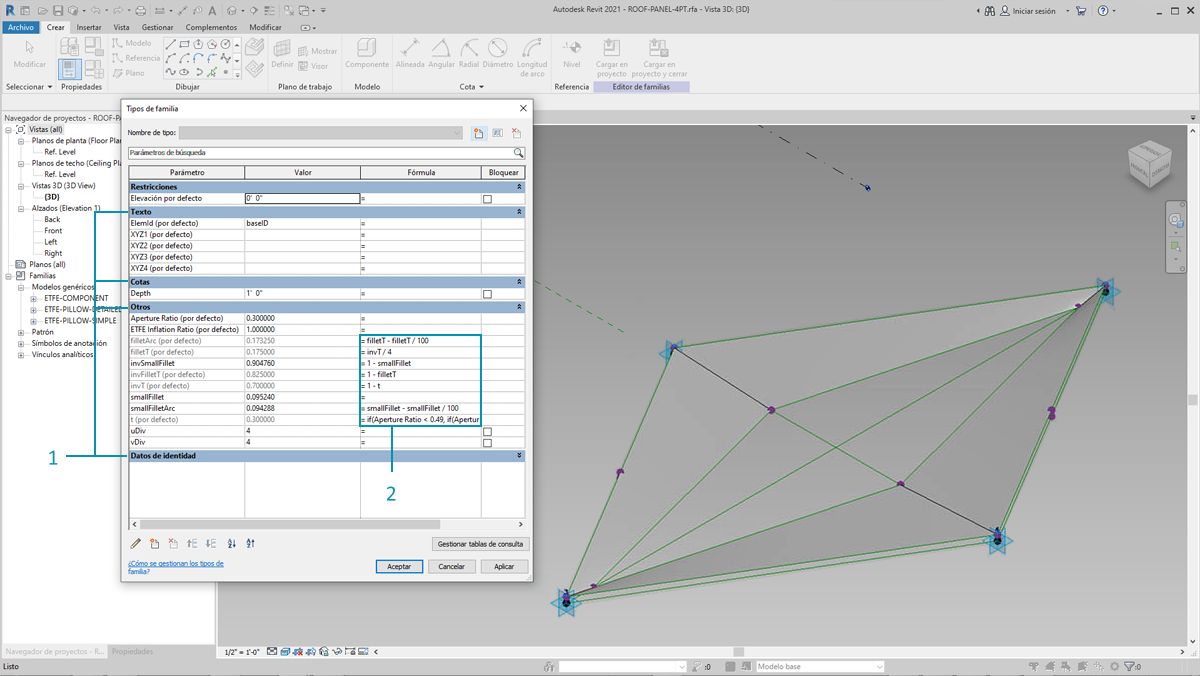 Autodesk Revit 2021 - ROOF-PANEL-4PT.rfa - Vista 3D: {3D}
Iniciar sesión
Archivo Crear Insertar Vista Gestionar Complementos Modificar
Modificar
Modelo
Referencia
Plano
Definir
Mostrar
Visor
Componente
Alineada Angular Radial Diámetro Longitud de arco
Nivel
Cargar en proyecto
Cargar en proyecto y cerrar
Seleccionar Propiedades Dibujar Plano de trabajo Modelo Cota Referencia Editor de familias
Navegador de proyectos - ROOF-PA
Vistas (all)
Planos de planta (Floor Plan
Ref. Level
Planos de techo (Ceiling Pla
Ref. Level
Vistas 3D (3D View)
{3D}
Alzados (Elevation 1)
Back
Front
Left
Right
Planos (all)
Familias
Modelos genéricos
ETFE-COMPONENT
ETFE-PILLOW-DETAILED
ETFE-PILLOW-SIMPLE
Patrón
Símbolos de anotación
Vínculos analíticos
Tipos de familia
Nombre de tipo:
Parámetros de búsqueda
Parámetro Valor Fórmula Bloquear
Restricciones
Elevación por defecto 0' 0" =
Texto
ElemId (por defecto) baseID =
XYZ1 (por defecto) =
XYZ2 (por defecto) =
XYZ3 (por defecto) =
XYZ4 (por defecto) =
Cotas
Depth 1' 0" =
Otros
Aperture Ratio (por defecto) 0.300000 =
ETFE Inflation Ratio (por defecto) 1.000000 =
filletArc (por defecto) 0.173250 = filletT - filletT / 100
filletT (por defecto) 0.175000 = invT / 4
invSmallFillet 0.904760 = 1 - smallFillet
invFilletT (por defecto) 0.825000 = 1 - filletT
invT (por defecto) 0.700000 = 1 - t
smallFillet 0.095240 =
smallFilletArc 0.094288 = smallFillet - smallFillet / 100
t (por defecto) 0.300000 = if(Aperture Ratio < 0.49, if(Apertur
uDiv 4 =
vDiv 4 =
Datos de identidad
1
2
Gestionar tablas de consulta
¿Cómo se gestionan los tipos de familia?
Aceptar Cancelar Aplicar
Navegador de proyectos - R... Propiedades
1/2" = 1'-0"
Listo
:0
Modelo base
:0